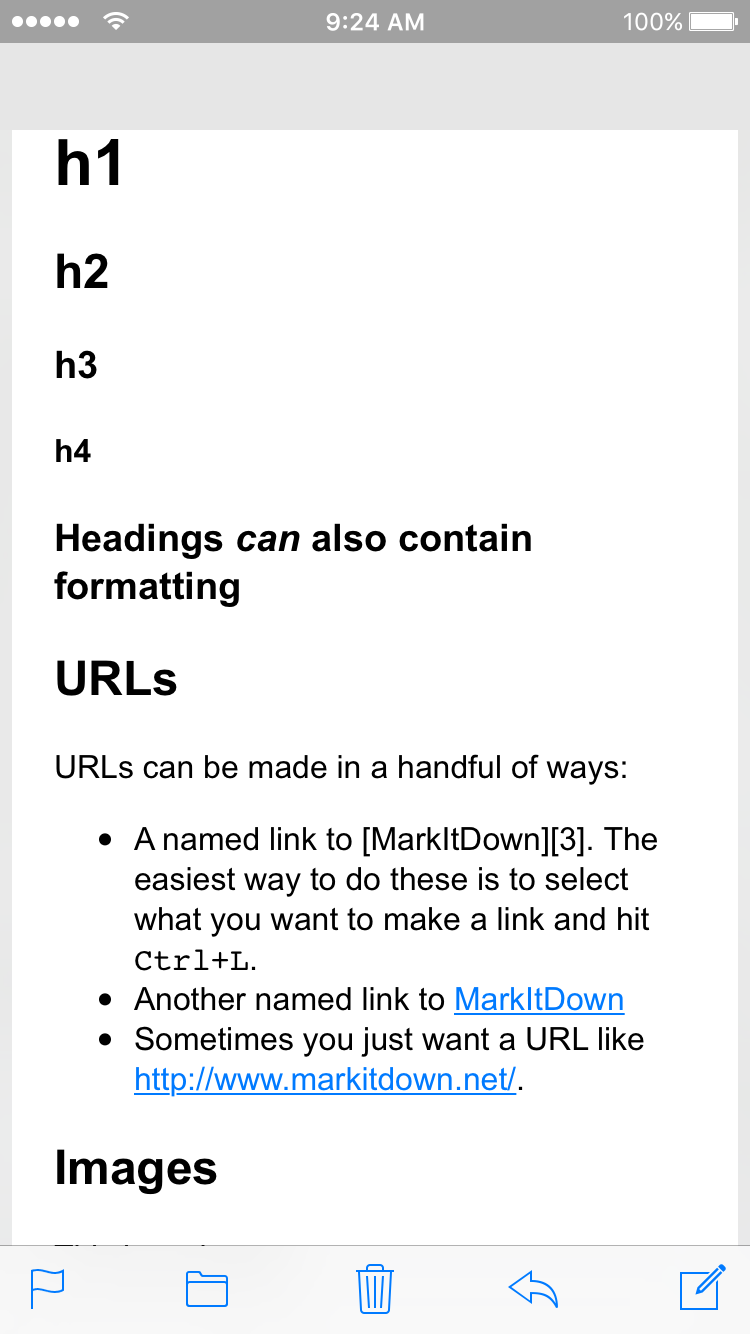 9:24 AM 100%
h1
h2
h3
h4
Headings can also contain
formatting
URLs
URLs can be made in a handful of ways:
A named link to [MarkItDown][3]. The
easiest way to do these is to select
what you want to make a link and hit
Ctrl+L.
Another named link to MarkItDown
Sometimes you just want a URL like
http://www.markitdown.net/.
Images